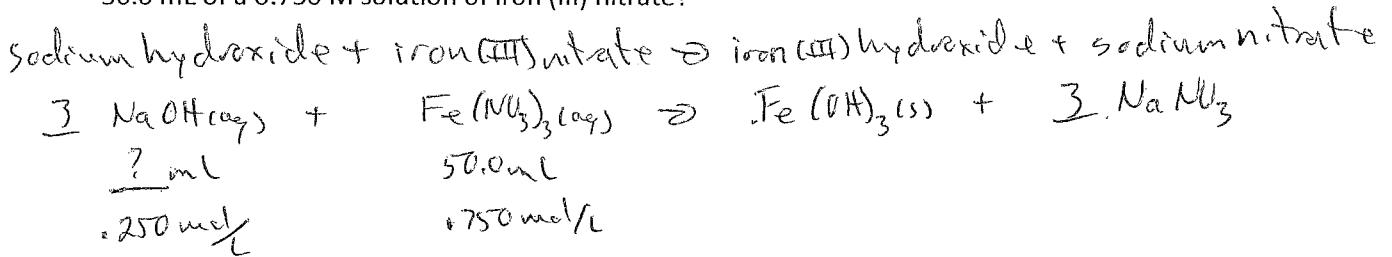 50.0 mL of a 0.750 M solution of iron (III) nitrate?
sodium hydroxide + iron (III) nitrate → iron (III) hydroxide + sodium nitrate
3 NaOH(aq) + Fe(NO₃)₃(aq) → Fe(OH)₃(s) + 3 NaNO₃
? ml 50.0 mL
.250 mol/L .750 mol/L